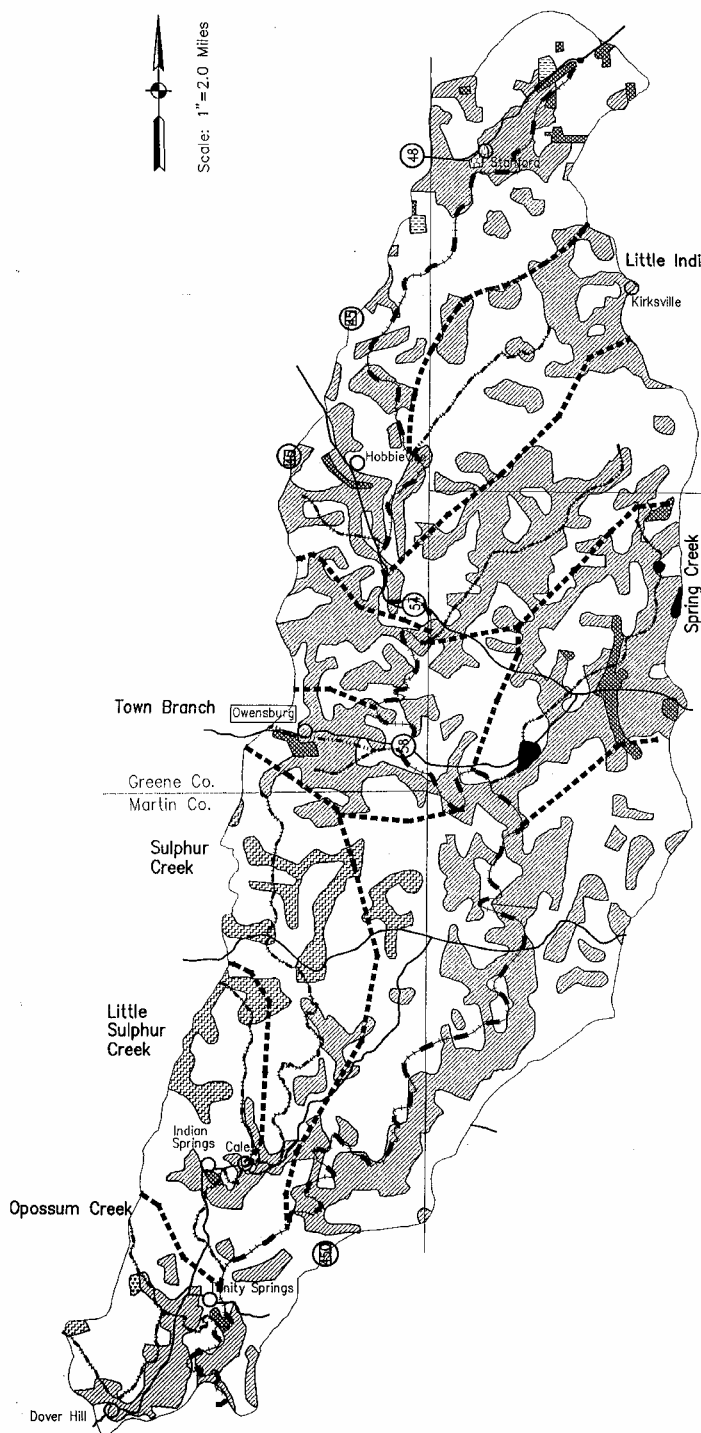 Scale: 1"=2.0 Miles
48
Stanford
Little Indi
Kirksville
Hobbieville
54
Spring Creek
Town Branch
Owensburg
58
Greene Co.
Martin Co.
Sulphur
Creek
Little
Sulphur
Creek
Indian
Springs
Cale
Opossum Creek
450
Trinity Springs
Dover Hill